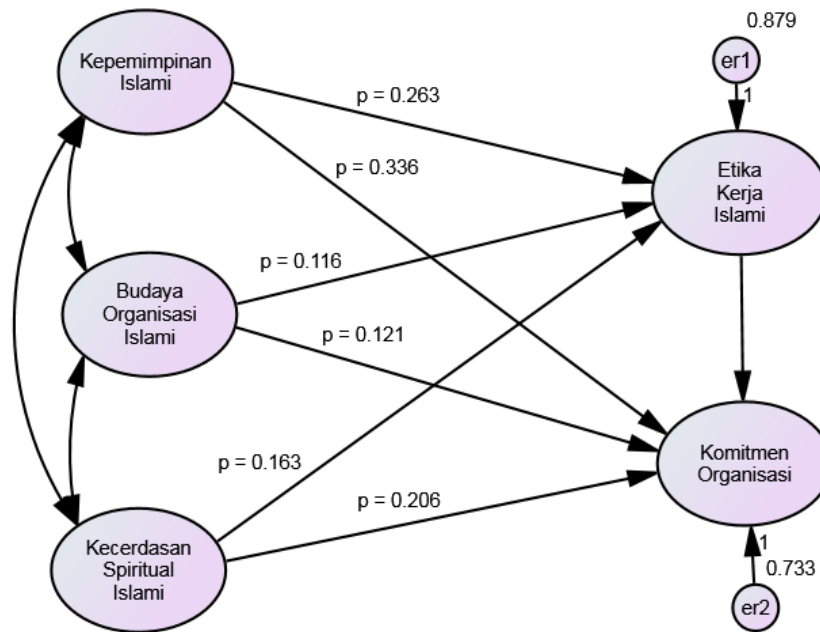 0.879
er1
1
Kepemimpinan
Islami
p = 0.263
p = 0.336
Etika
Kerja
Islami
p = 0.116
Budaya
Organisasi
Islami
p = 0.121
p = 0.163
Komitmen
Organisasi
p = 0.206
Kecerdasan
Spiritual
Islami
1
0.733
er2